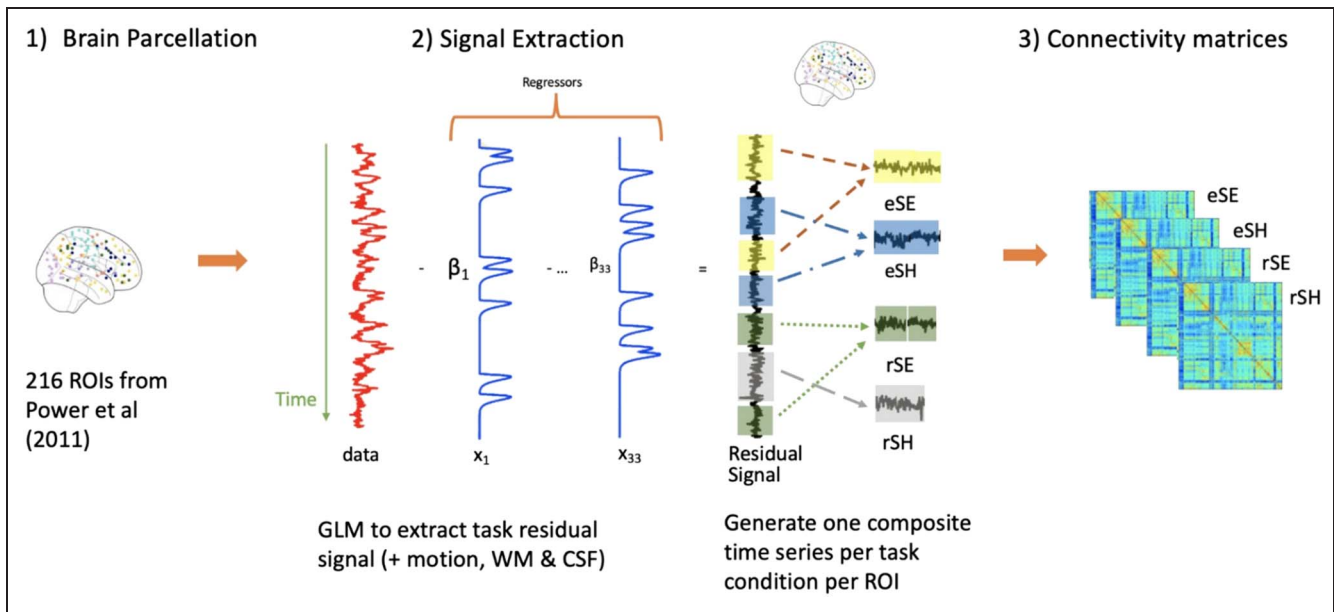 1) Brain Parcellation
2) Signal Extraction
3) Connectivity matrices
Regressors
216 ROIs from
Power et al
(2011)
Time
data
- β1
x1
- ... β33
x33
=
Residual
Signal
eSE
eSH
rSE
rSH
eSE
eSH
rSE
rSH
GLM to extract task residual
signal (+ motion, WM & CSF)
Generate one composite
time series per task
condition per ROI